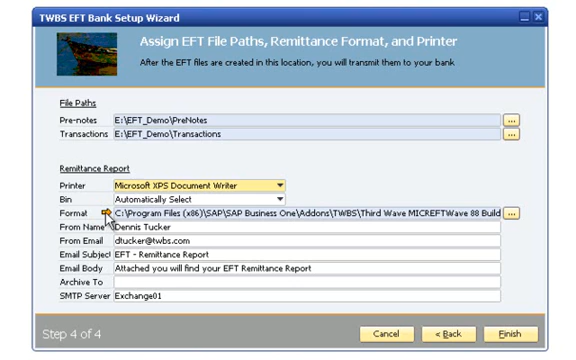 TWBS EFT Bank Setup Wizard
Assign EFT File Paths, Remittance Format, and Printer
After the EFT files are created in this location, you will transmit them to your bank
File Paths
Pre-notes E:\EFT_Demo\PreNotes ...
Transactions E:\EFT_Demo\Transactions ...
Remittance Report
Printer Microsoft XPS Document Writer
Bin Automatically Select
Format C:\Program Files (x86)\SAP\SAP Business One\Addons\TWBS\Third Wave MICREFTWave 88 Build ...
From Name Dennis Tucker
From Email dtucker@twbs.com
Email Subject EFT - Remittance Report
Email Body Attached you will find your EFT Remittance Report
Archive To
SMTP Server Exchange01
Step 4 of 4 Cancel < Back Finish